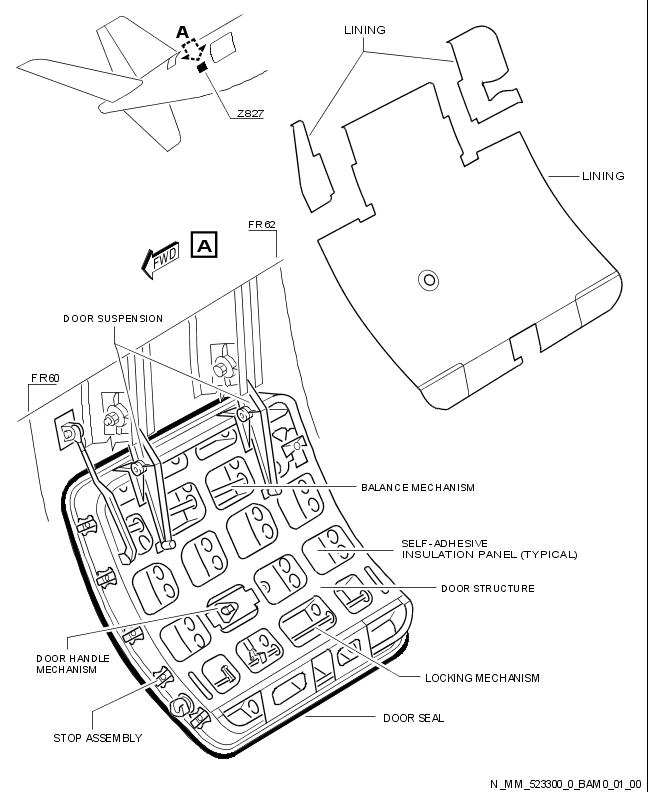 A
LINING
Z827
LINING
FR62
FWD
A
DOOR SUSPENSION
FR60
BALANCE MECHANISM
SELF-ADHESIVE
INSULATION PANEL (TYPICAL)
DOOR STRUCTURE
DOOR HANDLE
MECHANISM
LOCKING MECHANISM
DOOR SEAL
STOP ASSEMBLY
N_MM_523300_0_BAM0_01_00